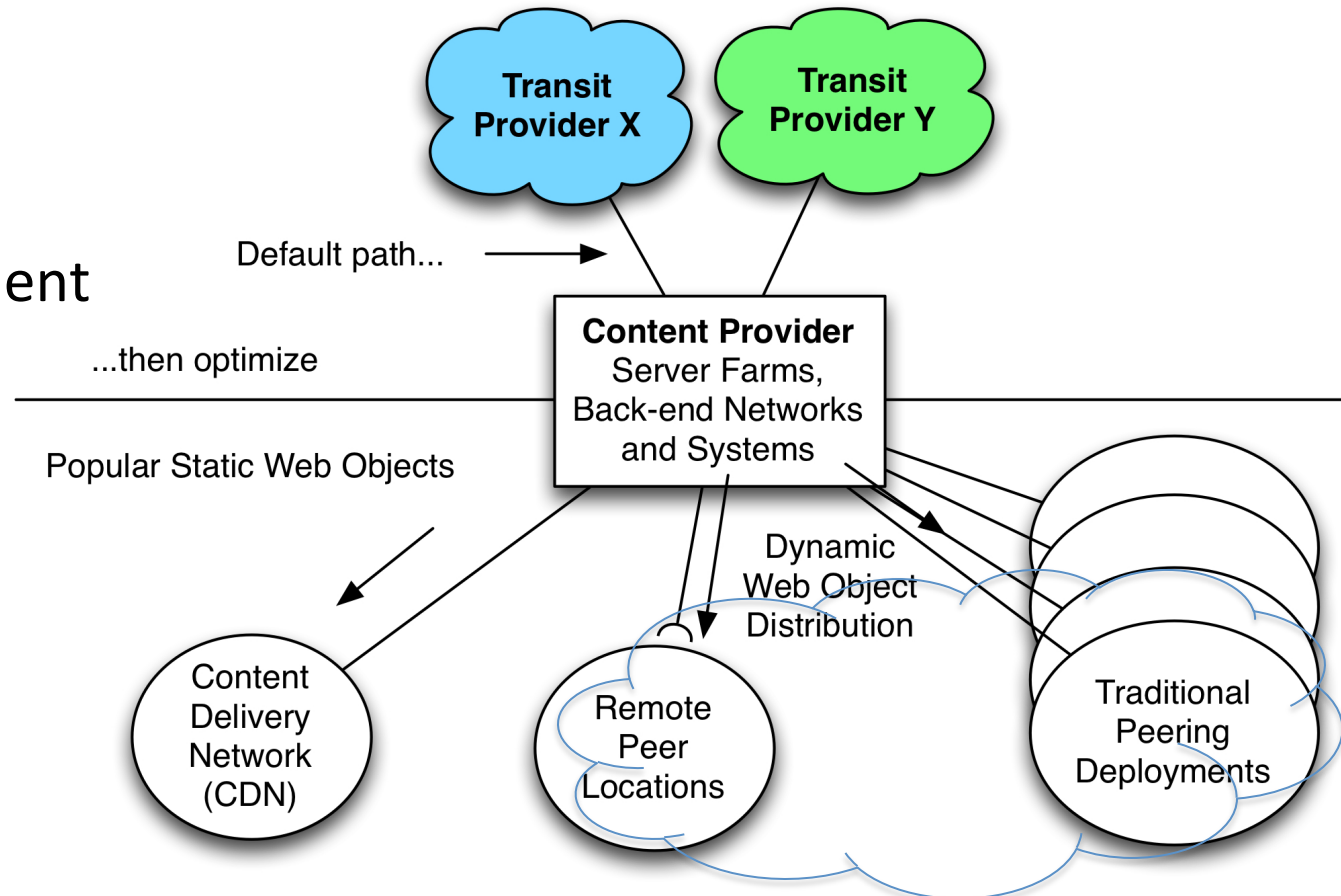 Transit
Provider X
Transit
Provider Y
Default path...
ent
...then optimize
Content Provider
Server Farms,
Back-end Networks
and Systems
Popular Static Web Objects
Dynamic
Web Object
Distribution
Content
Delivery
Network
(CDN)
Remote
Peer
Locations
Traditional
Peering
Deployments